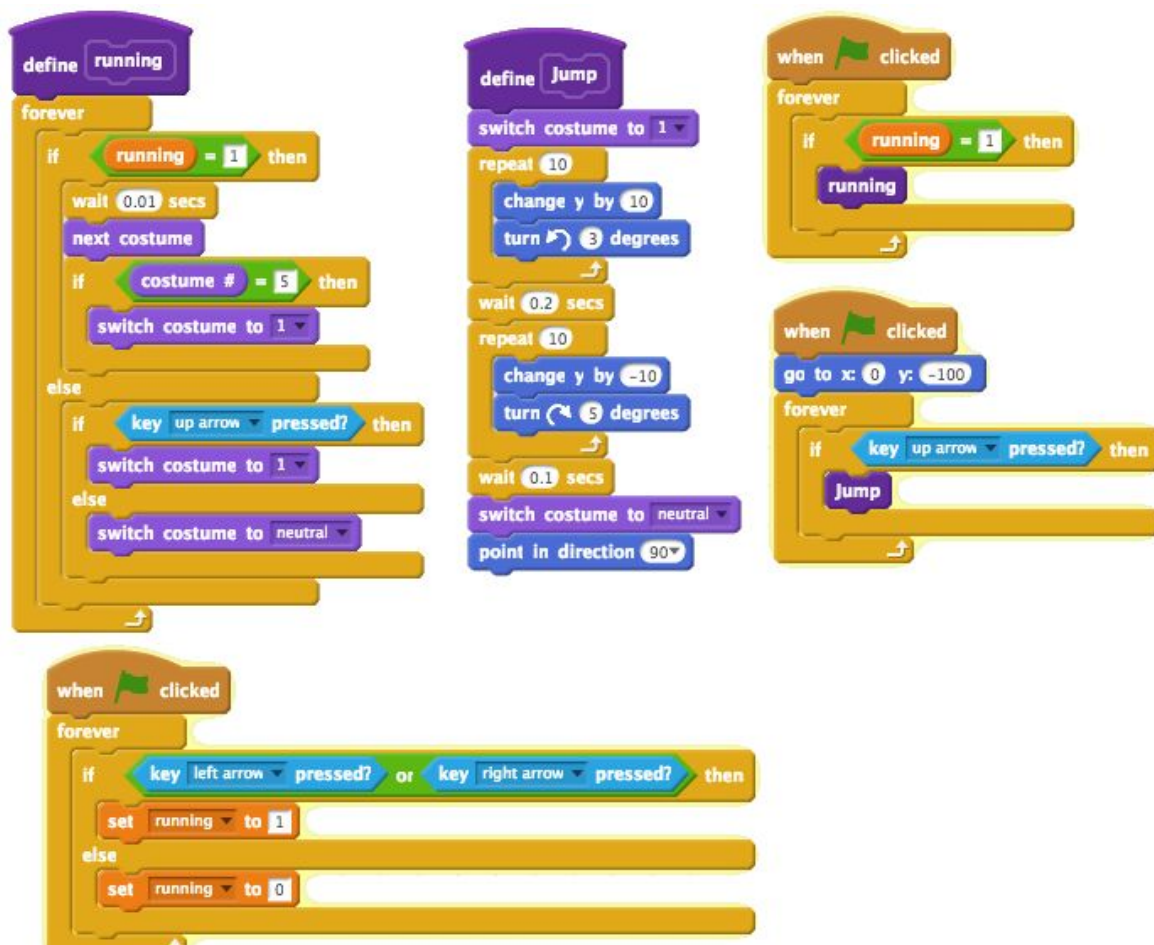 define running
forever
if running = 1 then
wait 0.01 secs
next costume
if costume # = 5 then
switch costume to 1
else
if key up arrow pressed? then
switch costume to 1
else
switch costume to neutral
define Jump
switch costume to 1
repeat 10
change y by 10
turn 3 degrees
wait 0.2 secs
repeat 10
change y by -10
turn 5 degrees
wait 0.1 secs
switch costume to neutral
point in direction 90
when clicked
forever
if running = 1 then
running
when clicked
go to x: 0 y: -100
forever
if key up arrow pressed? then
Jump
when clicked
forever
if key left arrow pressed? or key right arrow pressed? then
set running to 1
else
set running to 0